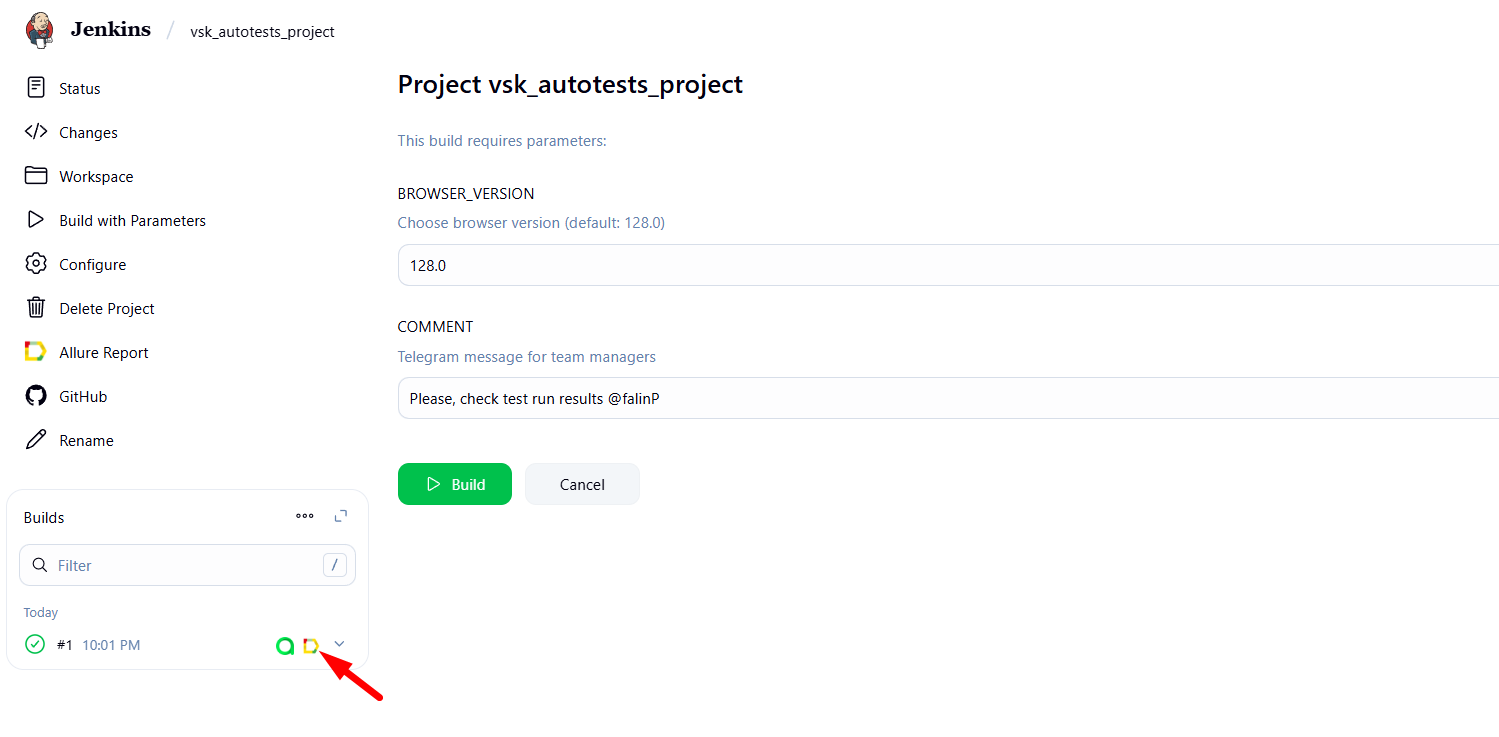 Jenkins / vsk_autotests_project
Status
Changes
Workspace
Build with Parameters
Configure
Delete Project
Allure Report
GitHub
Rename
Builds
Filter /
Today
#1 10:01 PM
Project vsk_autotests_project
This build requires parameters:
BROWSER_VERSION
Choose browser version (default: 128.0)
128.0
COMMENT
Telegram message for team managers
Please, check test run results @falinP
Build Cancel